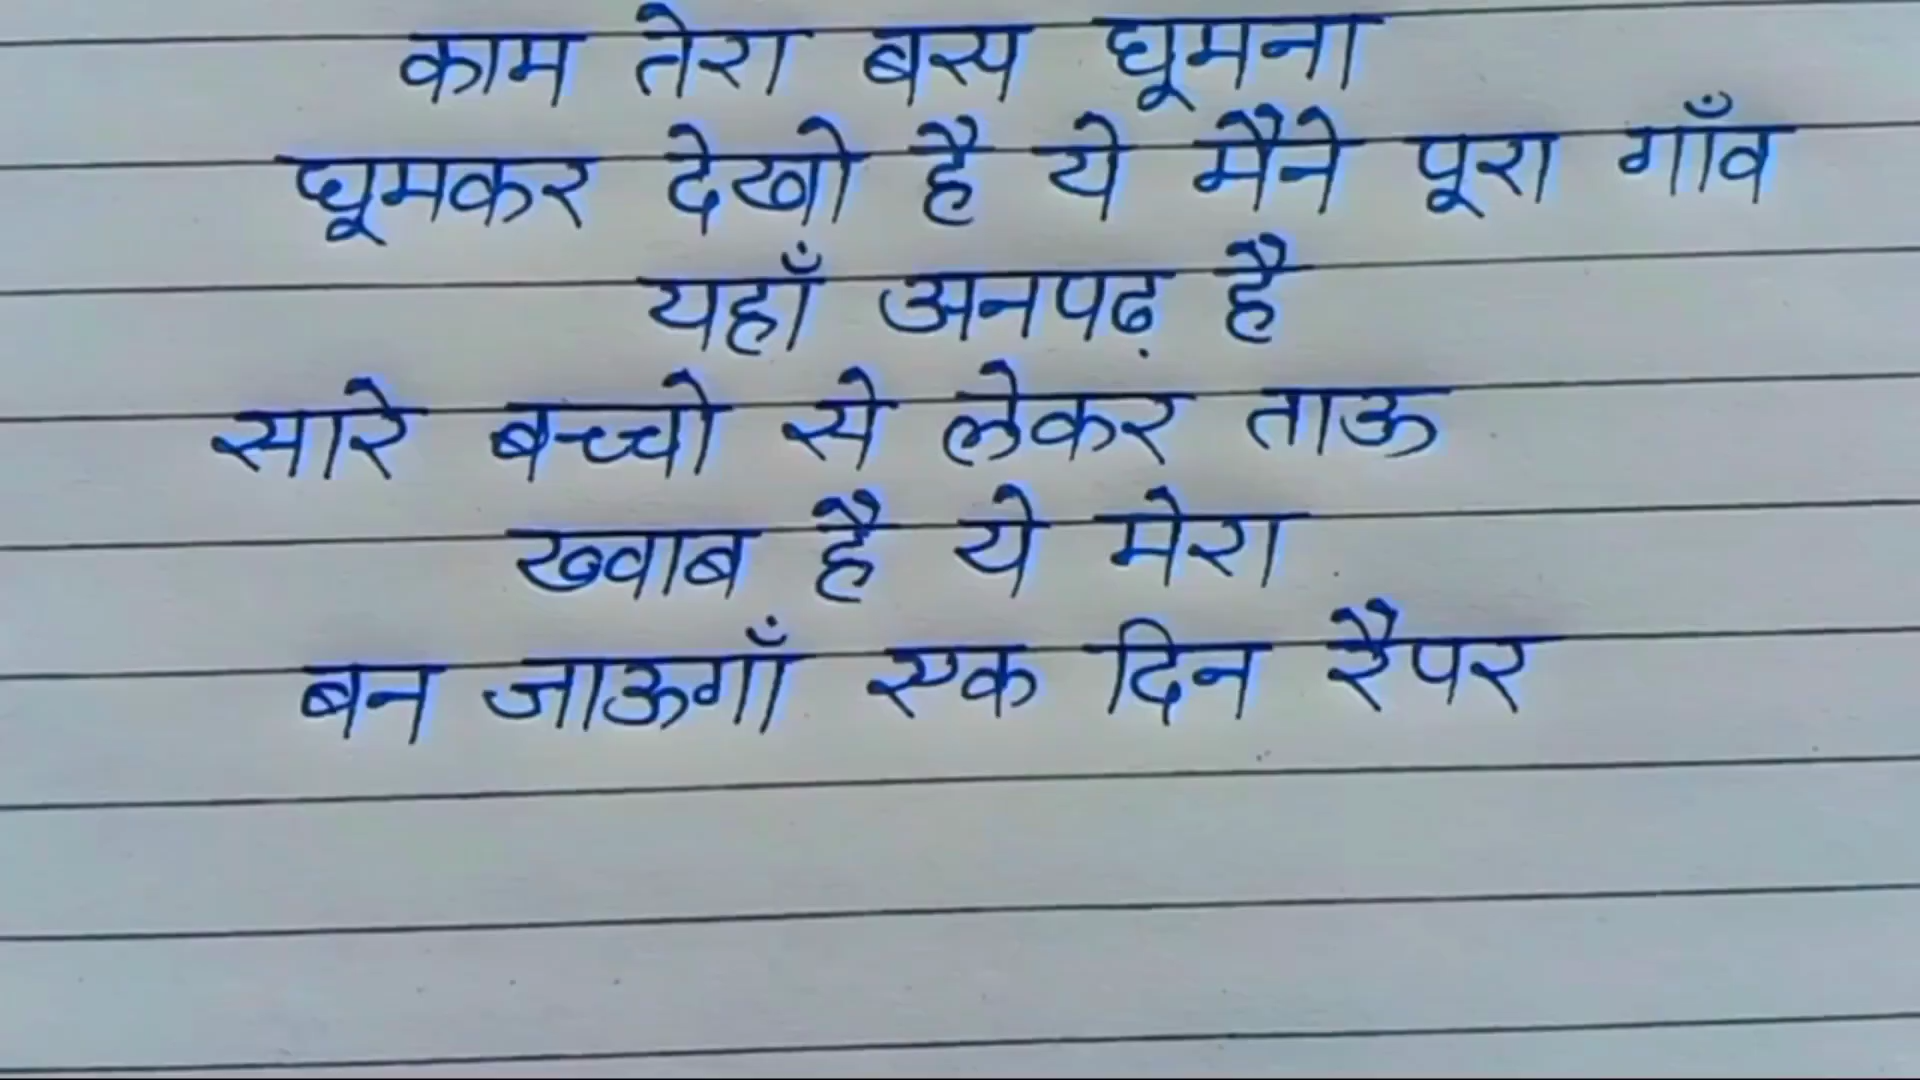 काम तेरा बस घूमना
घूमकर देखो है ये मैने पूरा गाँव
यहाँ अनपढ़ है
सारे बच्चो से लेकर ताऊ
ख्वाब है ये मेरा
बन जाऊगाँ एक दिन रैपर